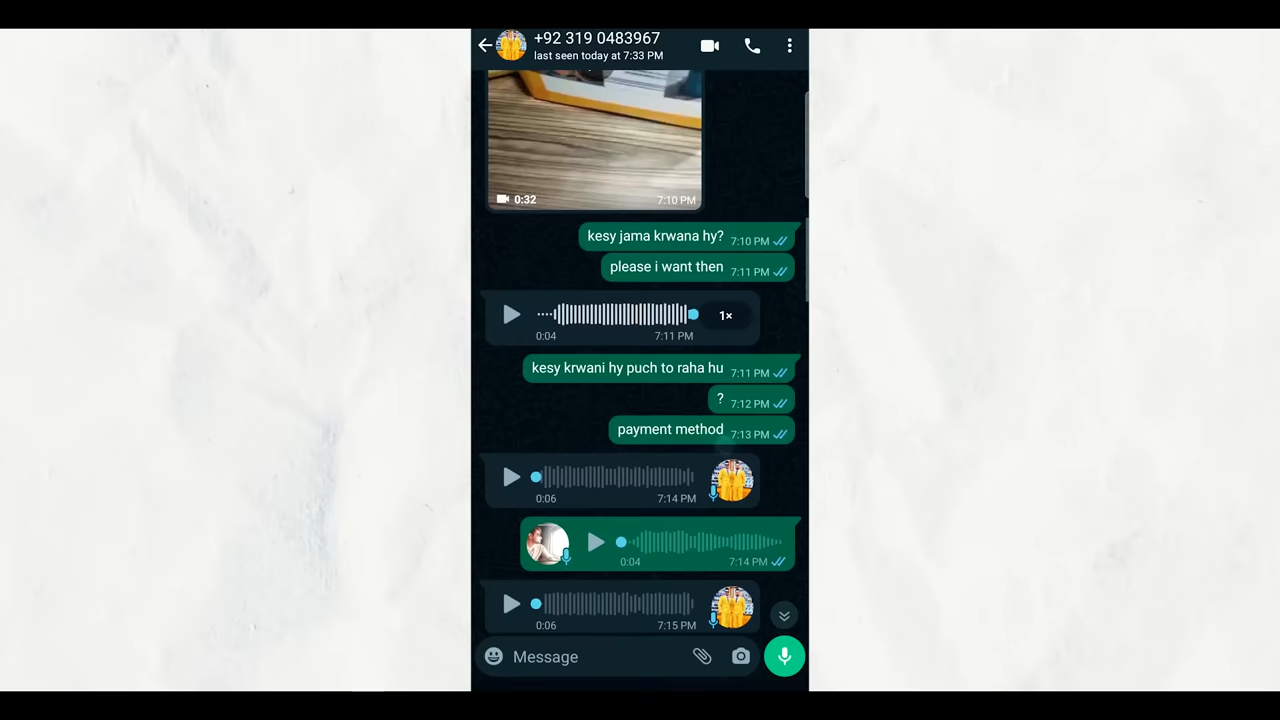 +92 319 0483967
last seen today at 7:33 PM
0:32 7:10 PM
kesy jama krwana hy? 7:10 PM
please i want then 7:11 PM
1×
0:04 7:11 PM
kesy krwani hy puch to raha hu 7:11 PM
? 7:12 PM
payment method 7:13 PM
0:06 7:14 PM
0:04 7:14 PM
0:06 7:15 PM
Message